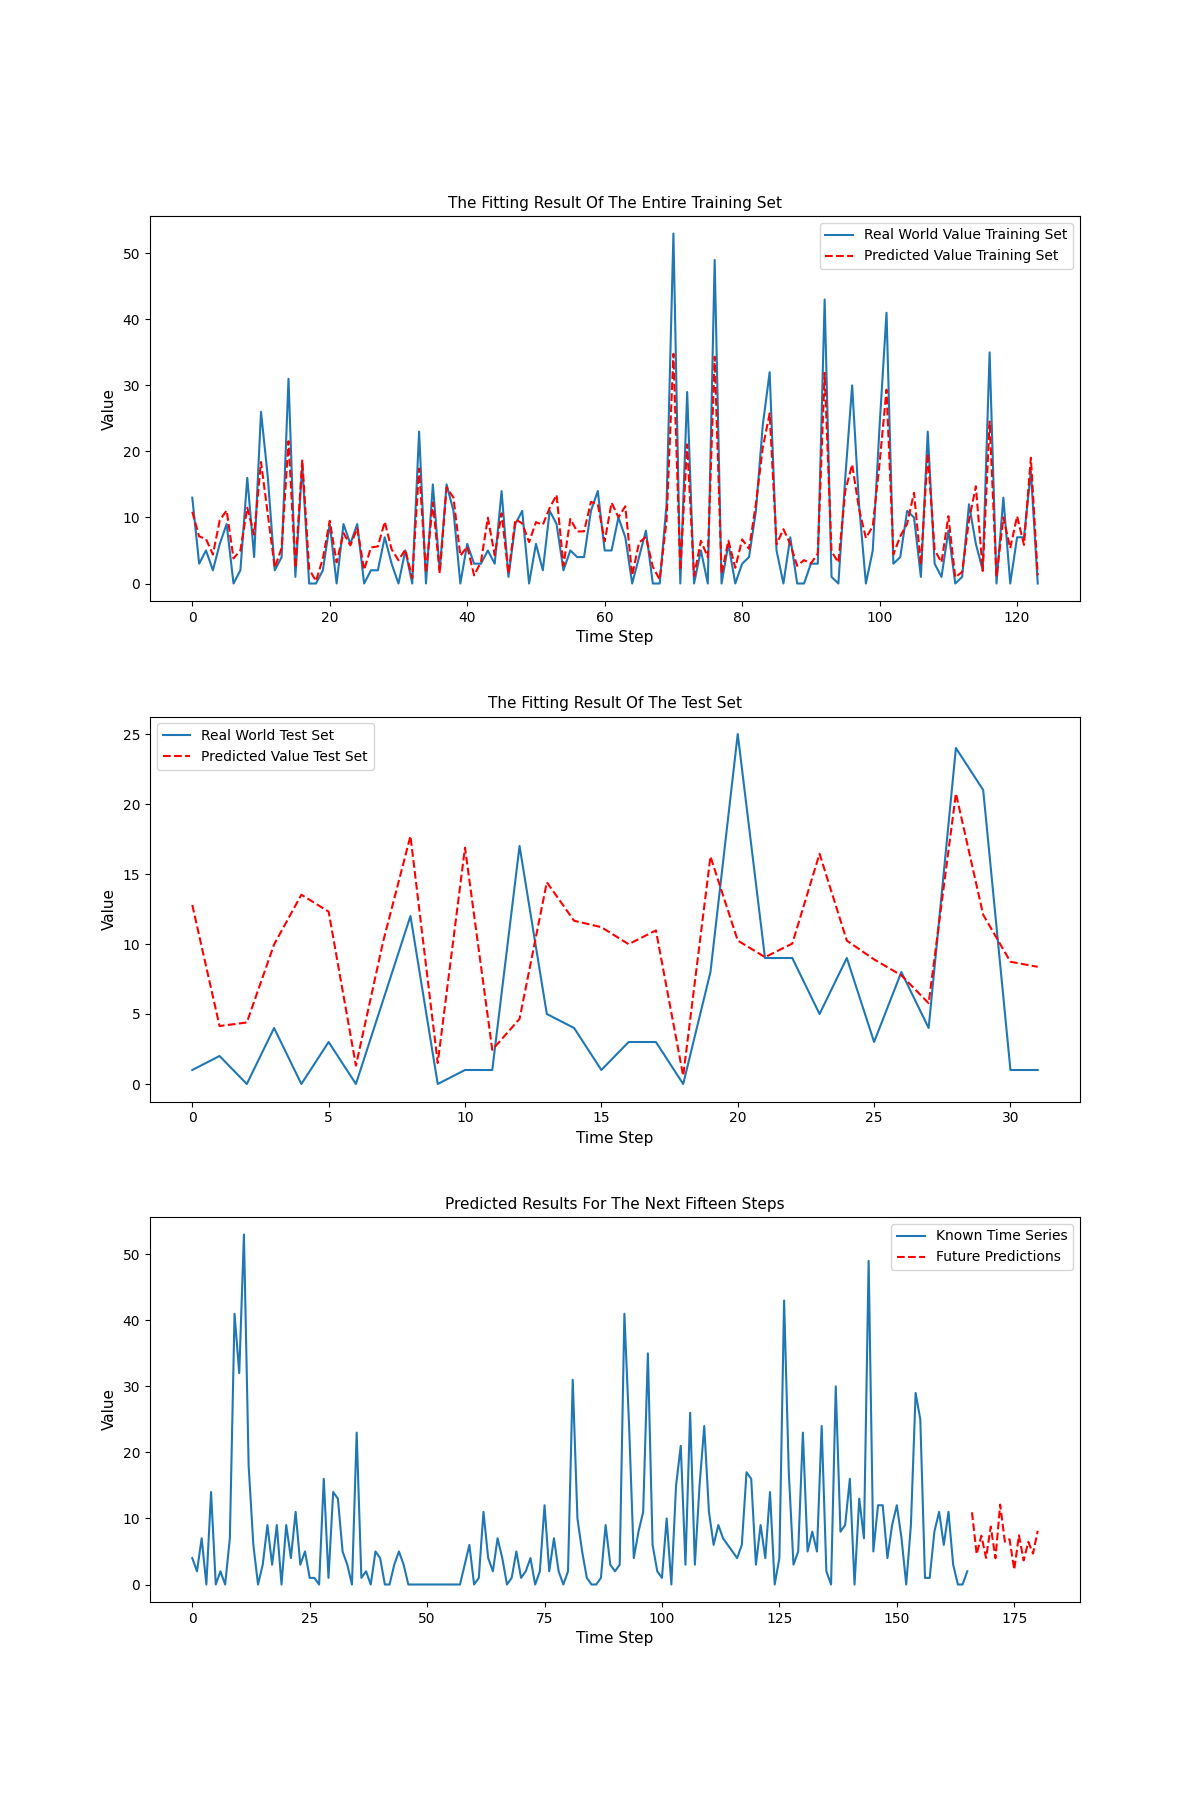 The Fitting Result Of The Entire Training Set
Real World Value Training Set
Predicted Value Training Set
Value
50
40
30
20
10
0
0 20 40 60 80 100 120
Time Step
The Fitting Result Of The Test Set
Real World Test Set
Predicted Value Test Set
Value
25
20
15
10
5
0
0 5 10 15 20 25 30
Time Step
Predicted Results For The Next Fifteen Steps
Known Time Series
Future Predictions
Value
50
40
30
20
10
0
0 25 50 75 100 125 150 175
Time Step